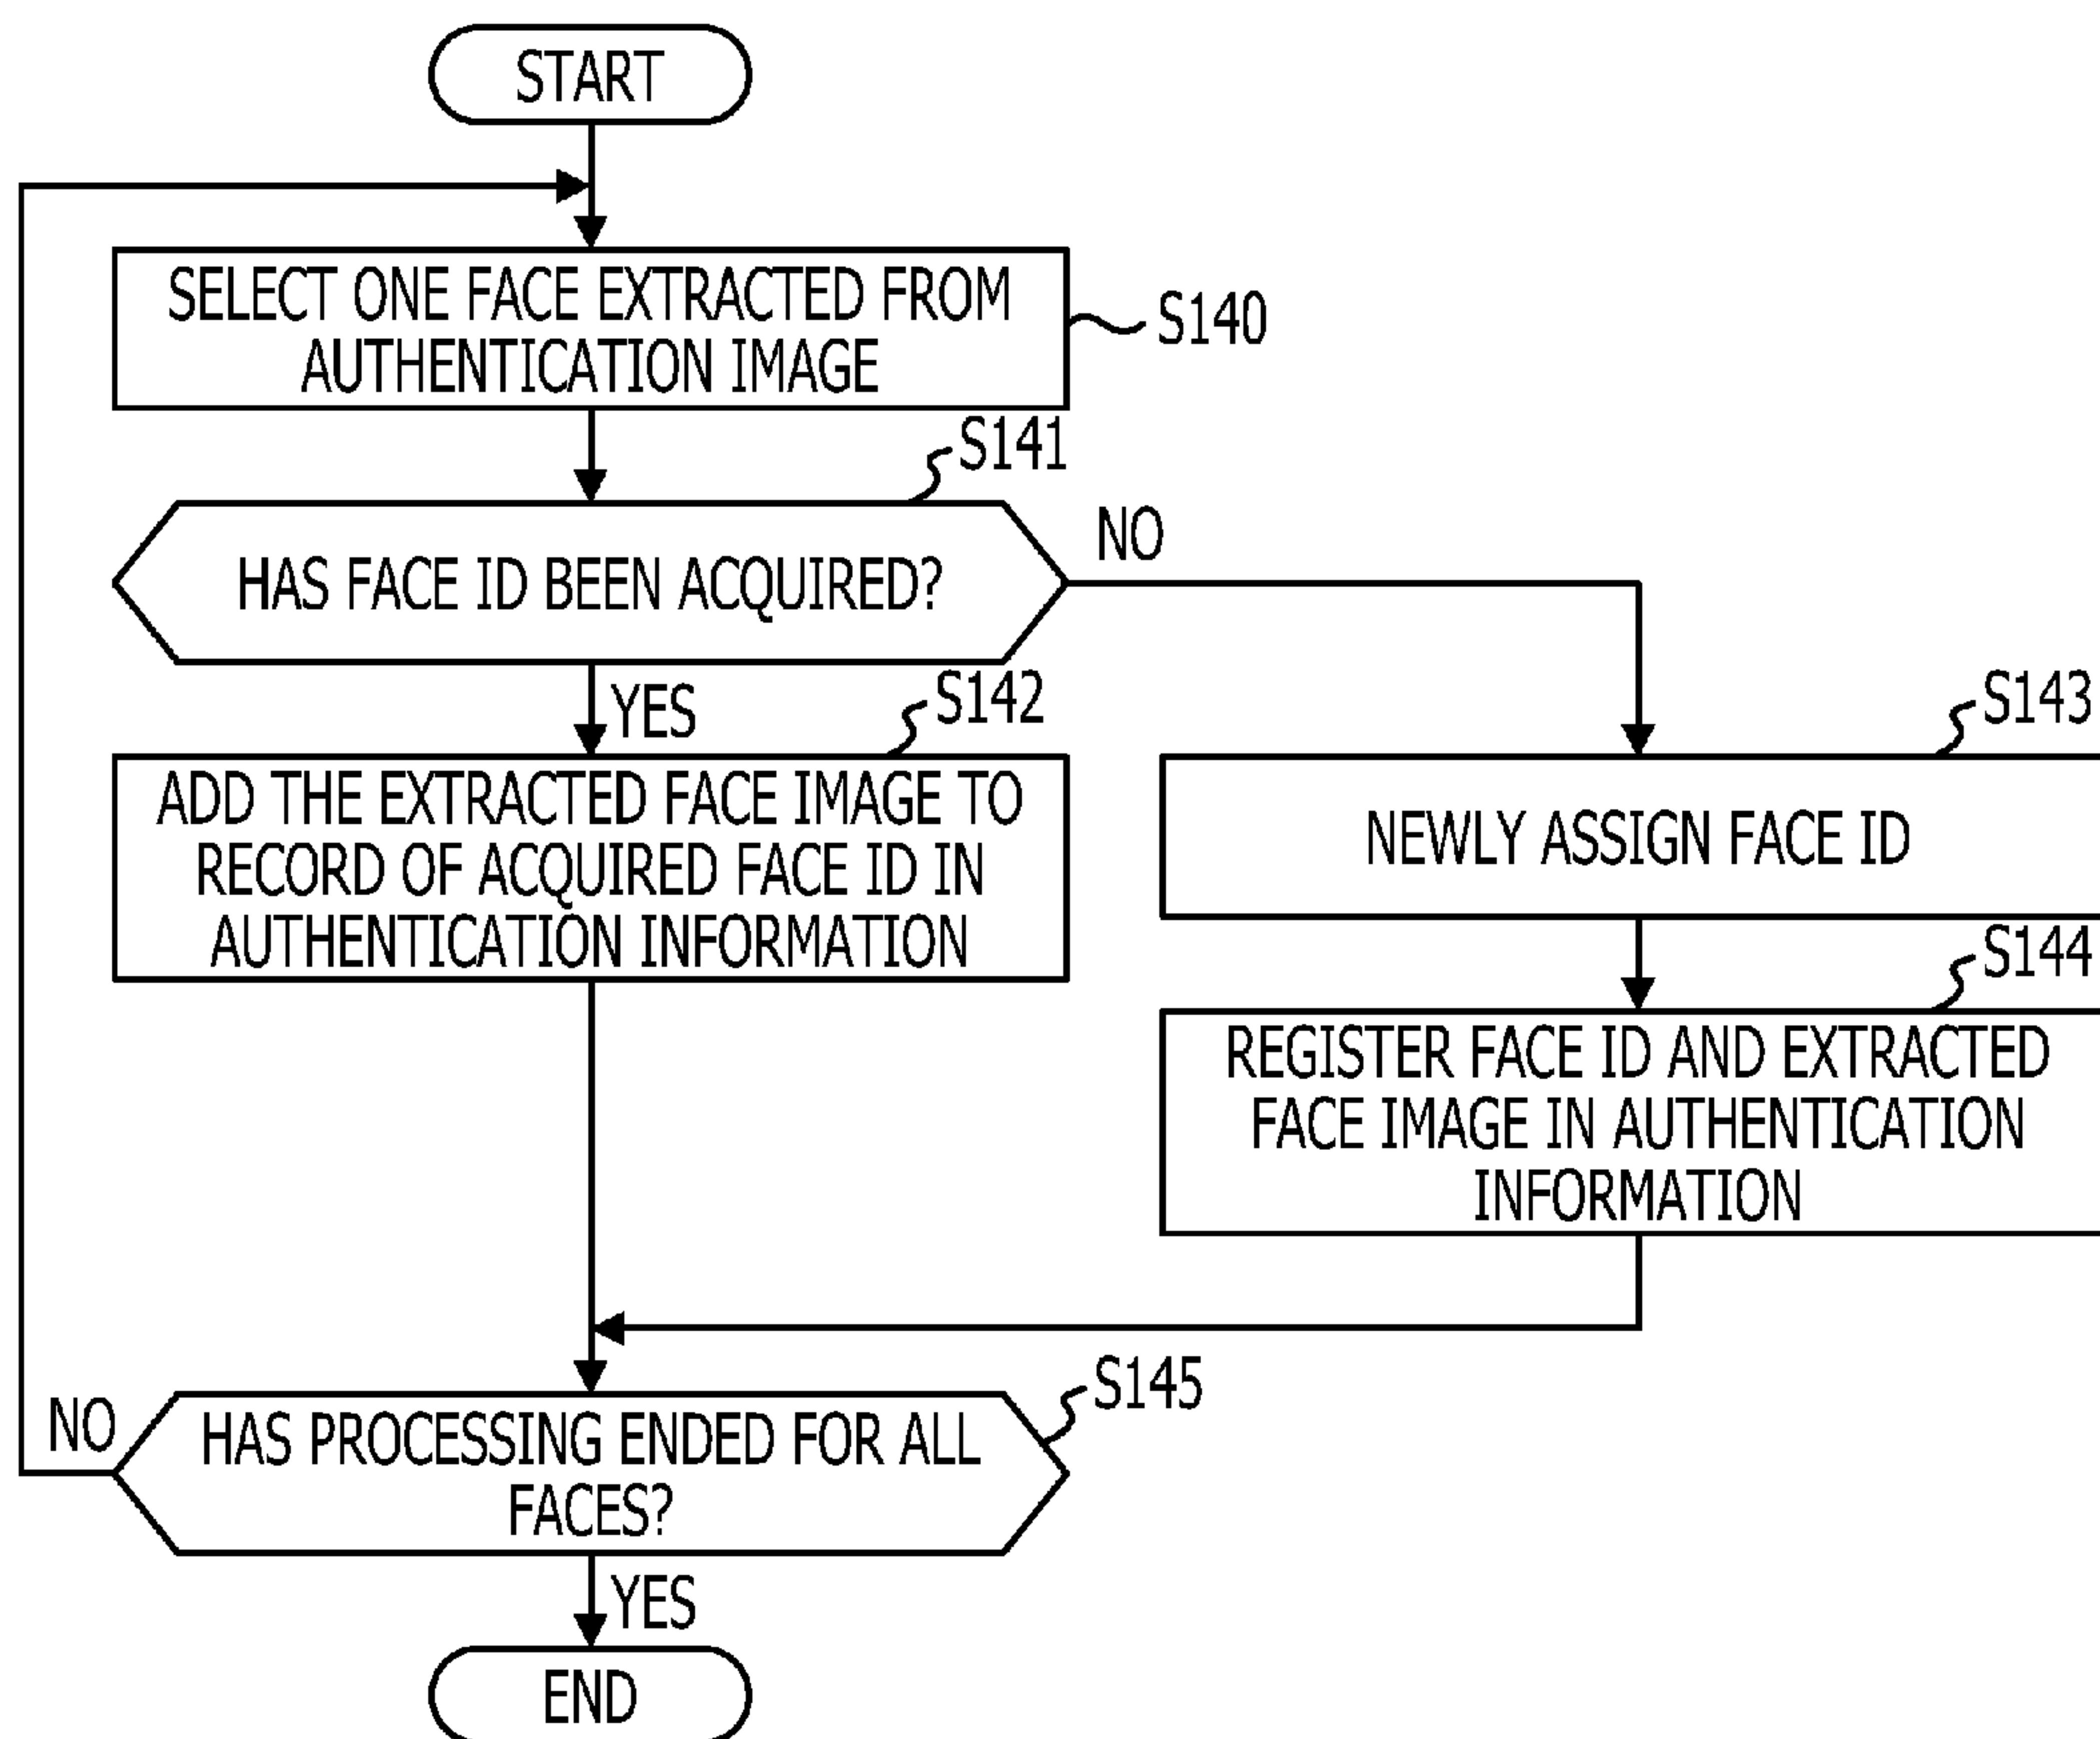 START
SELECT ONE FACE EXTRACTED FROM
AUTHENTICATION IMAGE
S140
S141
HAS FACE ID BEEN ACQUIRED?
NO
YES
S142
ADD THE EXTRACTED FACE IMAGE TO
RECORD OF ACQUIRED FACE ID IN
AUTHENTICATION INFORMATION
S143
NEWLY ASSIGN FACE ID
S144
REGISTER FACE ID AND EXTRACTED
FACE IMAGE IN AUTHENTICATION
INFORMATION
S145
NO
HAS PROCESSING ENDED FOR ALL
FACES?
YES
END